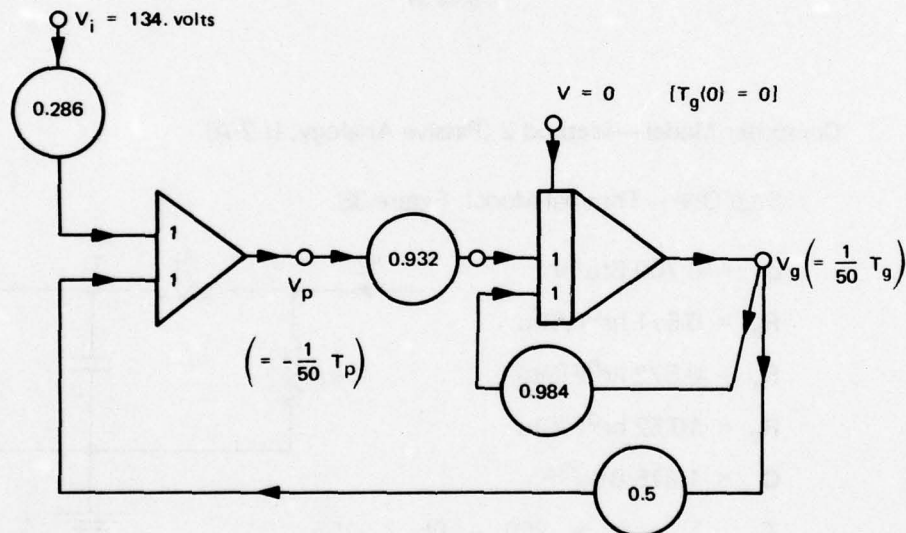 V_i = 134. volts
0.286
V = 0 [T_g(0) = 0]
1
1
V_p
0.932
1
1
V_g (= 1/50 T_g)
(= - 1/50 T_p)
0.984
0.5